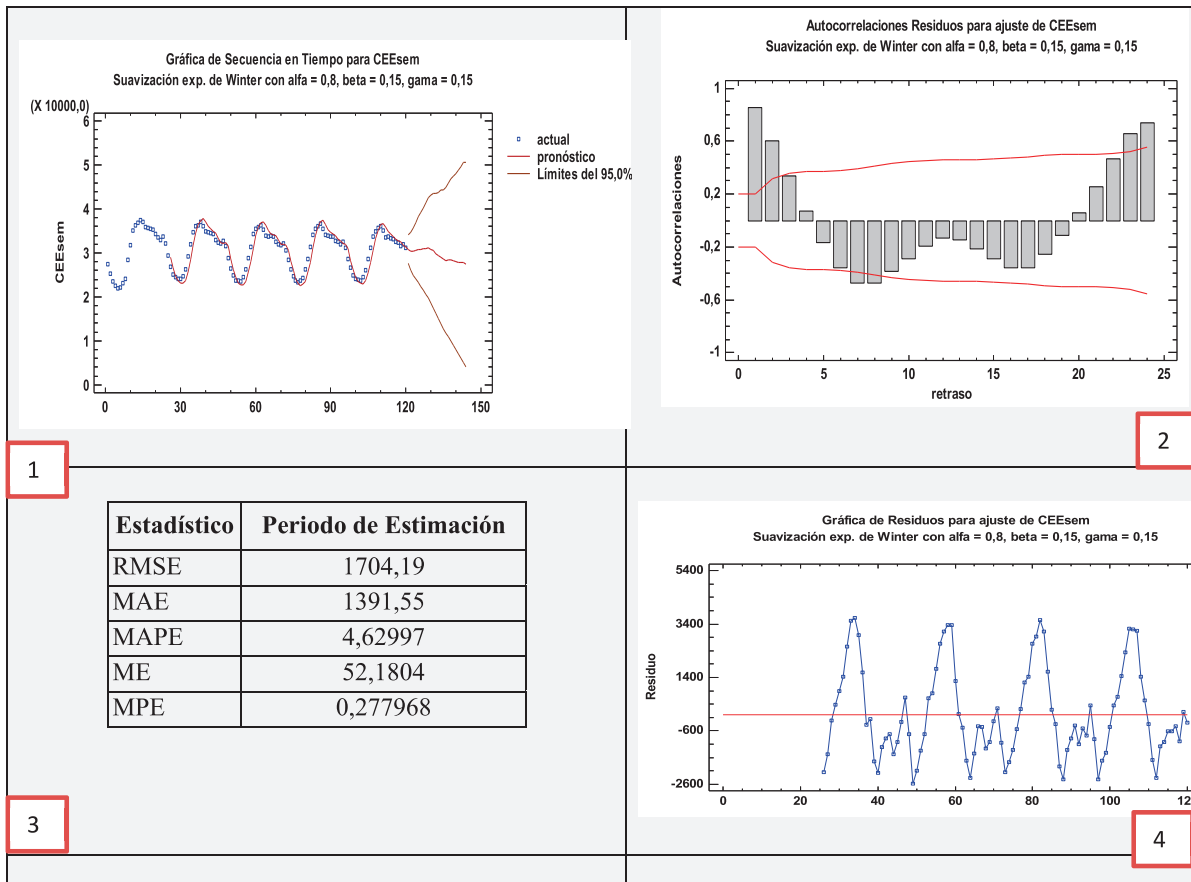 Gráfica de Secuencia en Tiempo para CEEsem
Suavización exp. de Winter con alfa = 0,8, beta = 0,15, gama = 0,15
(X 10000,0)
6
5
4
3
2
1
0
CEEsem
0 30 60 90 120 150
actual
pronóstico
Límites del 95,0%
1
Autocorrelaciones Residuos para ajuste de CEEsem
Suavización exp. de Winter con alfa = 0,8, beta = 0,15, gama = 0,15
1
0,6
0,2
-0,2
-0,6
-1
Autocorrelaciones
0 5 10 15 20 25
retraso
2
Estadístico Periodo de Estimación
RMSE 1704,19
MAE 1391,55
MAPE 4,62997
ME 52,1804
MPE 0,277968
3
Gráfica de Residuos para ajuste de CEEsem
Suavización exp. de Winter con alfa = 0,8, beta = 0,15, gama = 0,15
5400
3400
1400
-600
-2600
Residuo
0 20 40 60 80 100 120
4